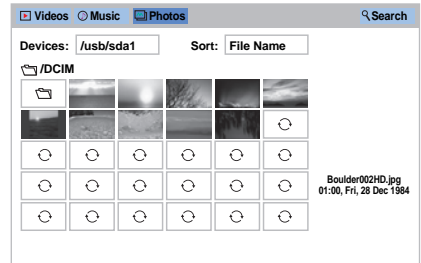 Videos Music Photos Search
Devices: /usb/sda1 Sort: File Name
/DCIM
Boulder002HD.jpg
01:00, Fri, 28 Dec 1984